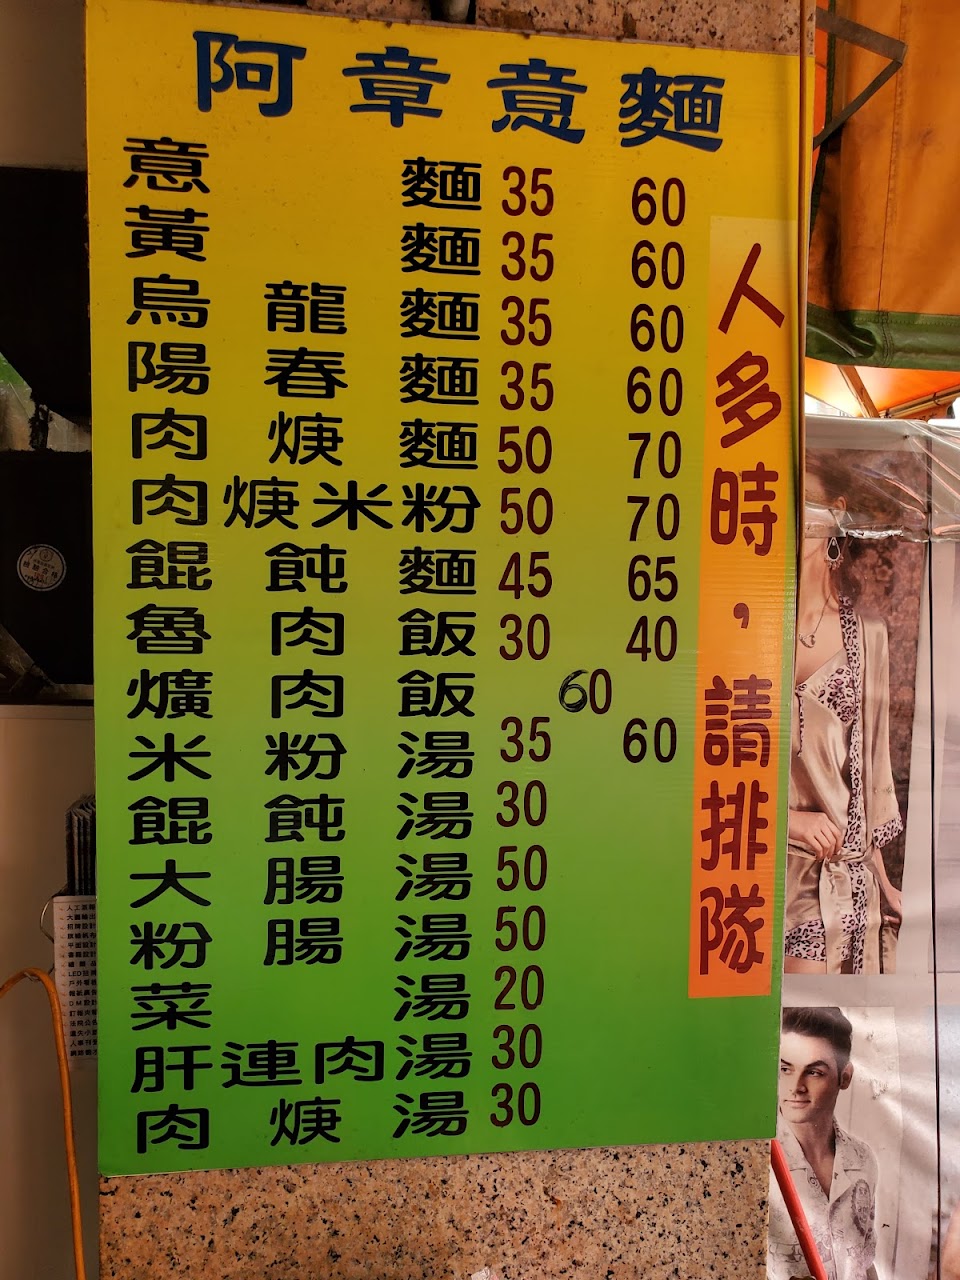 阿章意麵
意麵 35 60
黃麵 35 60
烏龍麵 35 60
陽春麵 35 60
肉焿麵 50 70
肉焿米粉 50 70
餛飩麵 45 65
魯肉飯 30 40
爌肉飯 60
米粉湯 35 60
餛飩湯 30
大腸湯 50
粉腸湯 50
菜湯 20
肝連肉湯 30
肉焿湯 30
人多時，請排隊